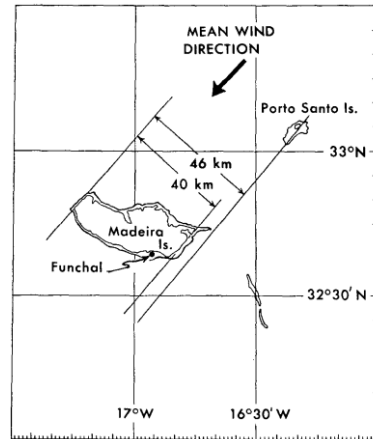 MEAN WIND
DIRECTION
Porto Santo Is.
33°N
46 km
40 km
Madeira
Is.
Funchal
32°30' N
17°W
16°30' W